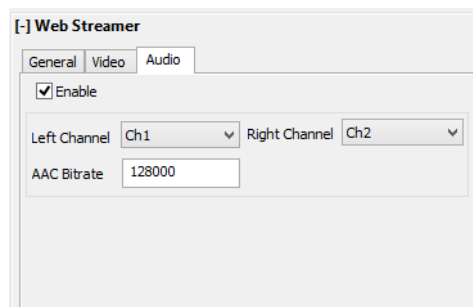 [-] Web Streamer
General Video Audio
Enable
Left Channel Ch1 Right Channel Ch2
AAC Bitrate 128000